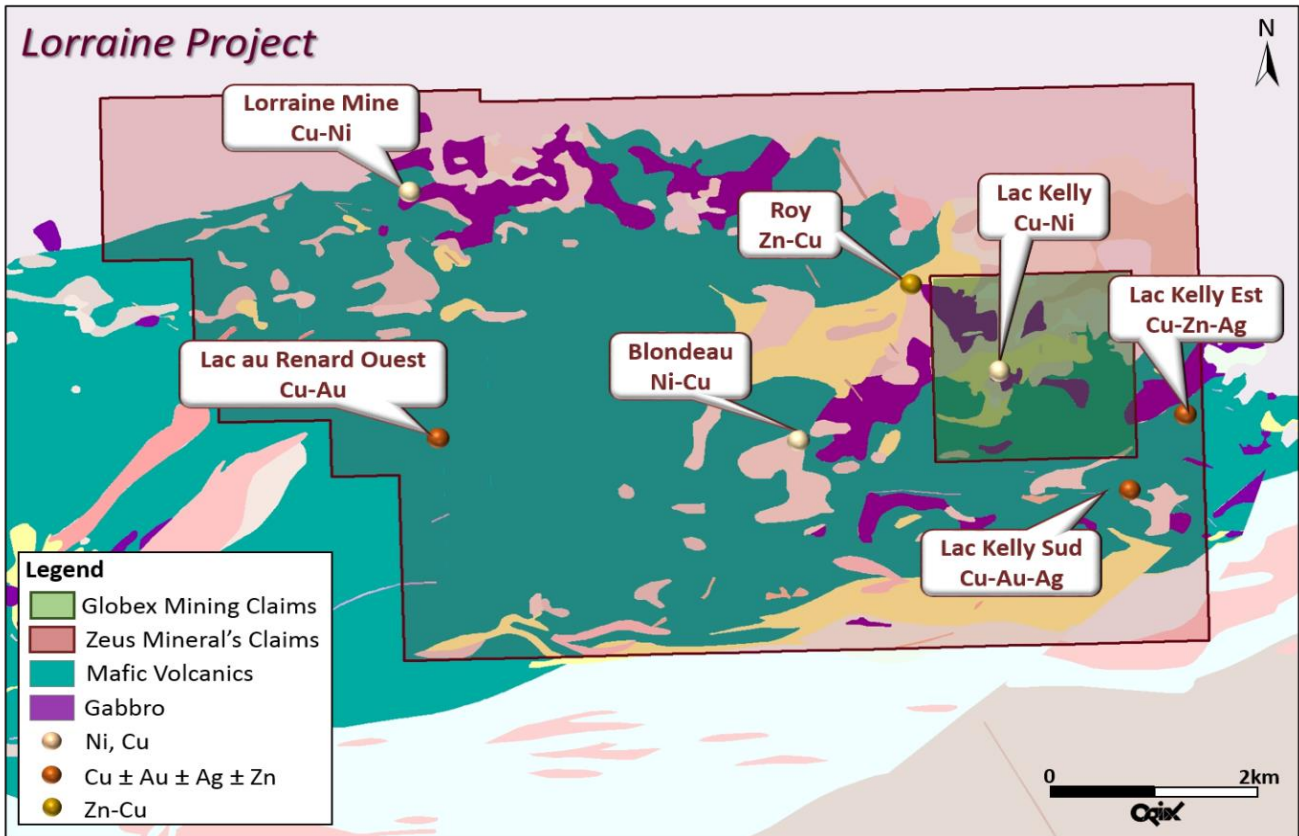 Lorraine Project
N
Lorraine Mine
Cu-Ni
Roy
Zn-Cu
Lac Kelly
Cu-Ni
Lac Kelly Est
Cu-Zn-Ag
Lac au Renard Ouest
Cu-Au
Blondeau
Ni-Cu
Lac Kelly Sud
Cu-Au-Ag
Legend
Globex Mining Claims
Zeus Mineral's Claims
Mafic Volcanics
Gabbro
Ni, Cu
Cu ± Au ± Ag ± Zn
Zn-Cu
0 2km